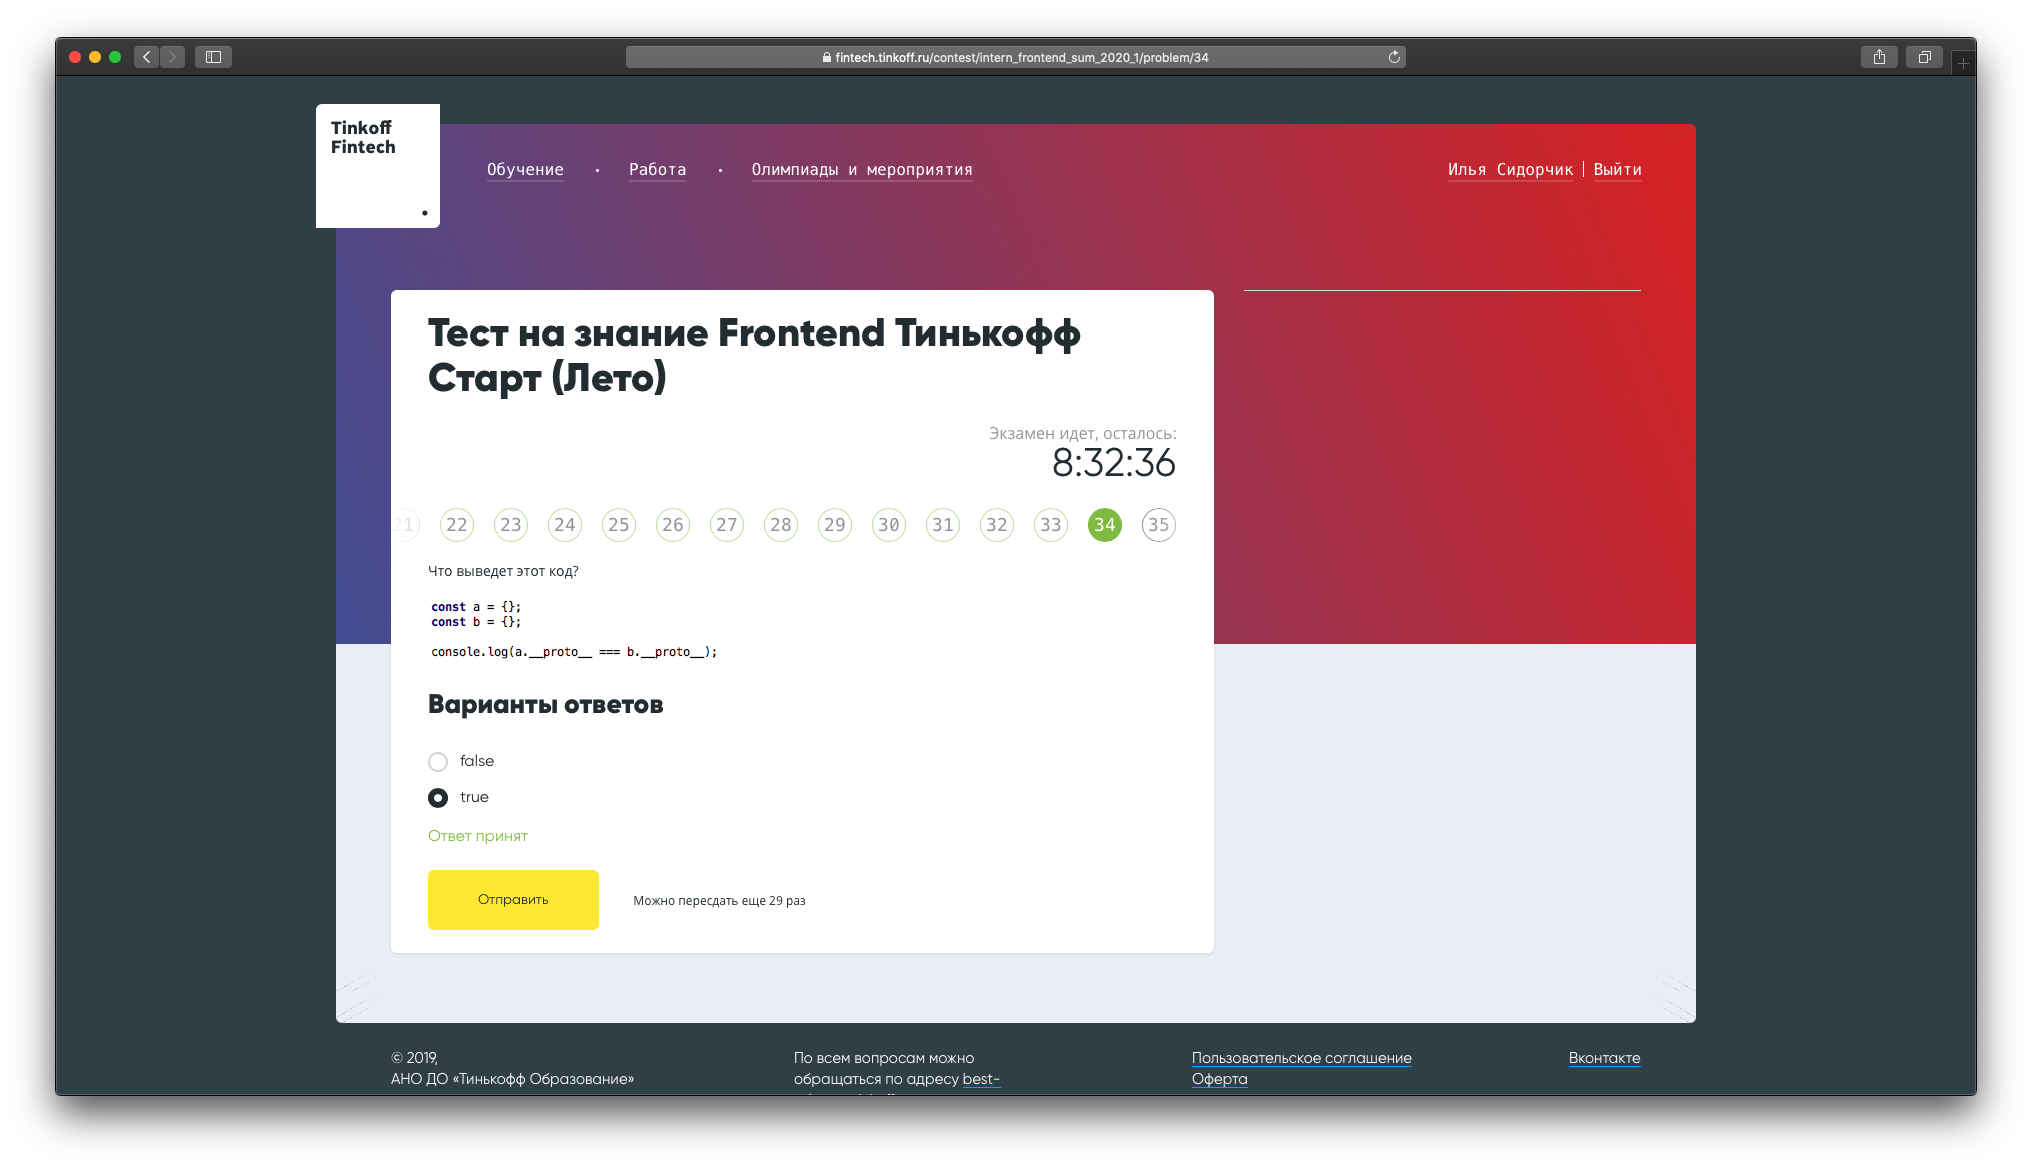 fintech.tinkoff.ru/contest/intern_frontend_sum_2020_1/problem/34
Tinkoff
Fintech
Обучение • Работа • Олимпиады и мероприятия
Илья Сидорчик | Выйти
Тест на знание Frontend Тинькофф
Старт (Лето)
Экзамен идет, осталось:
8:32:36
21 22 23 24 25 26 27 28 29 30 31 32 33 34 35
Что выведет этот код?
const a = {};
const b = {};
console.log(a.__proto__ === b.__proto__);
Варианты ответов
false
true
Ответ принят
Отправить
Можно пересдать еще 29 раз
© 2019,
АНО ДО «Тинькофф Образование»
По всем вопросам можно
обращаться по адресу best-
Пользовательское соглашение
Оферта
Вконтакте